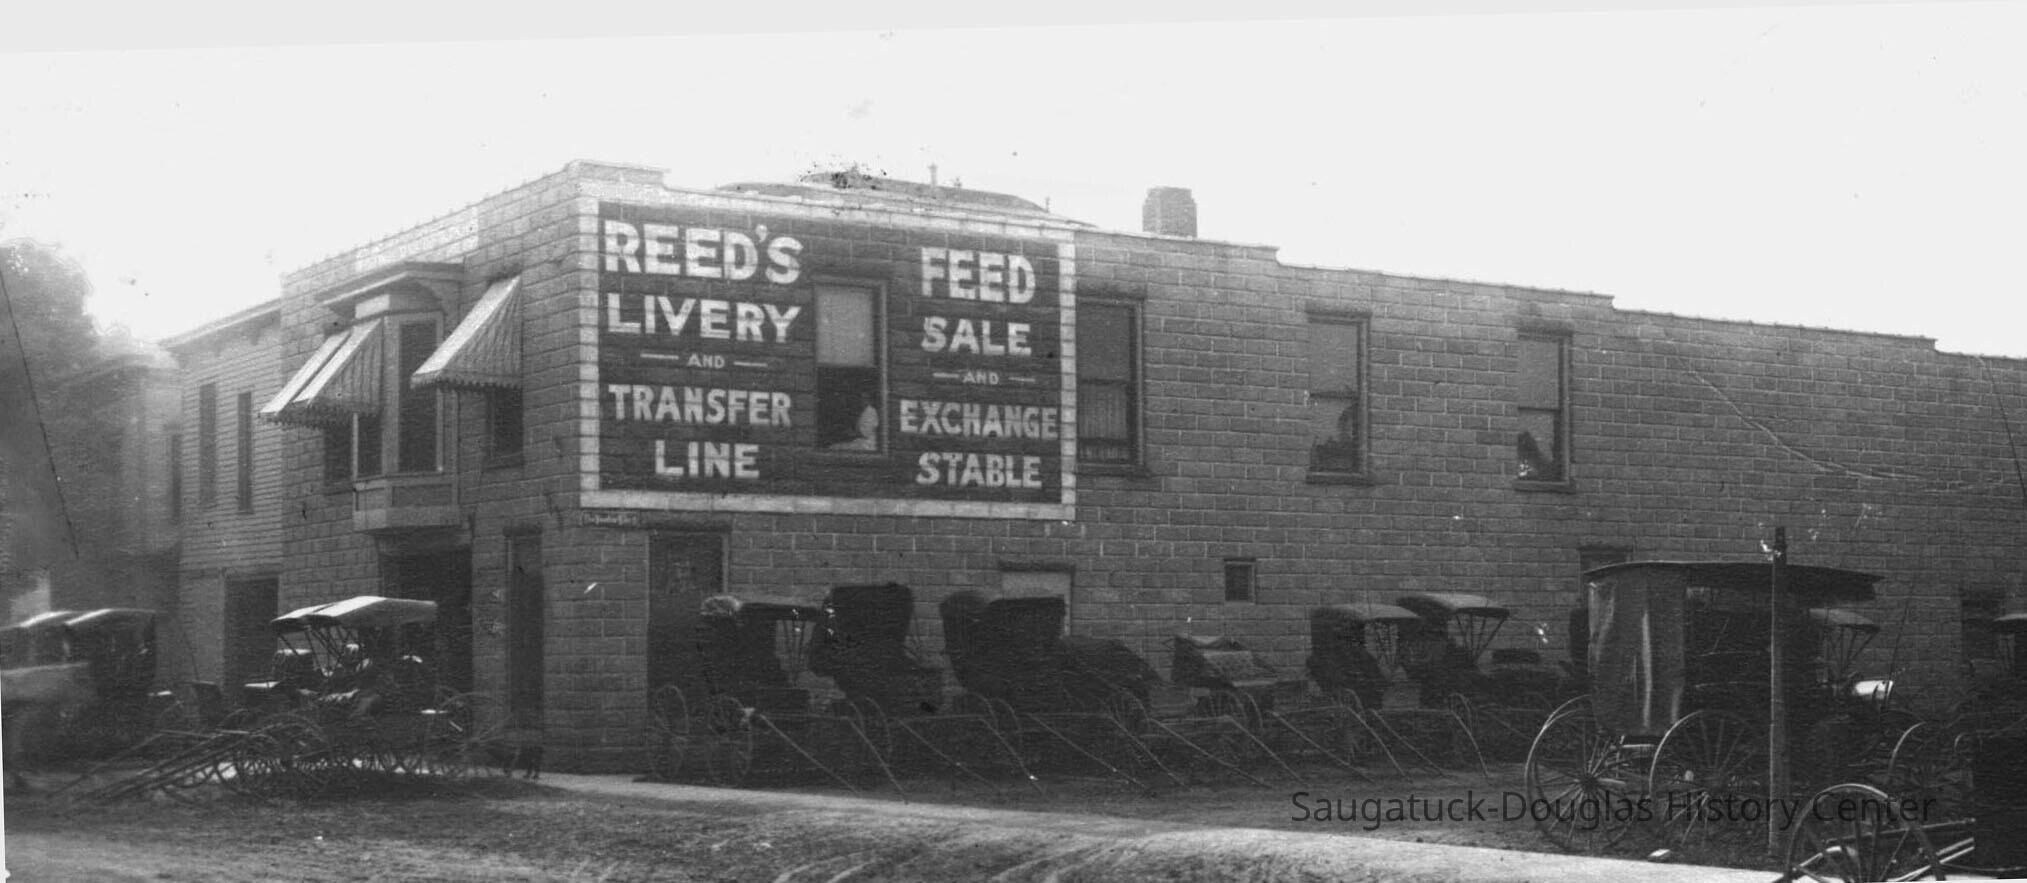 REED'S
LIVERY
AND
TRANSFER
LINE
FEED
SALE
AND
EXCHANGE
STABLE
Saugatuck-Douglas History Center